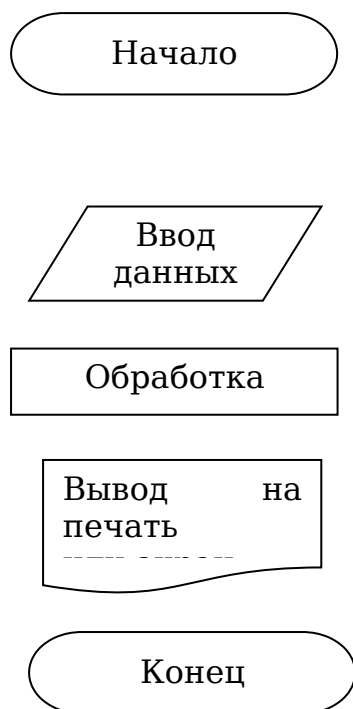 Начало
Ввод
данных
Обработка
Вывод на
печать
Конец